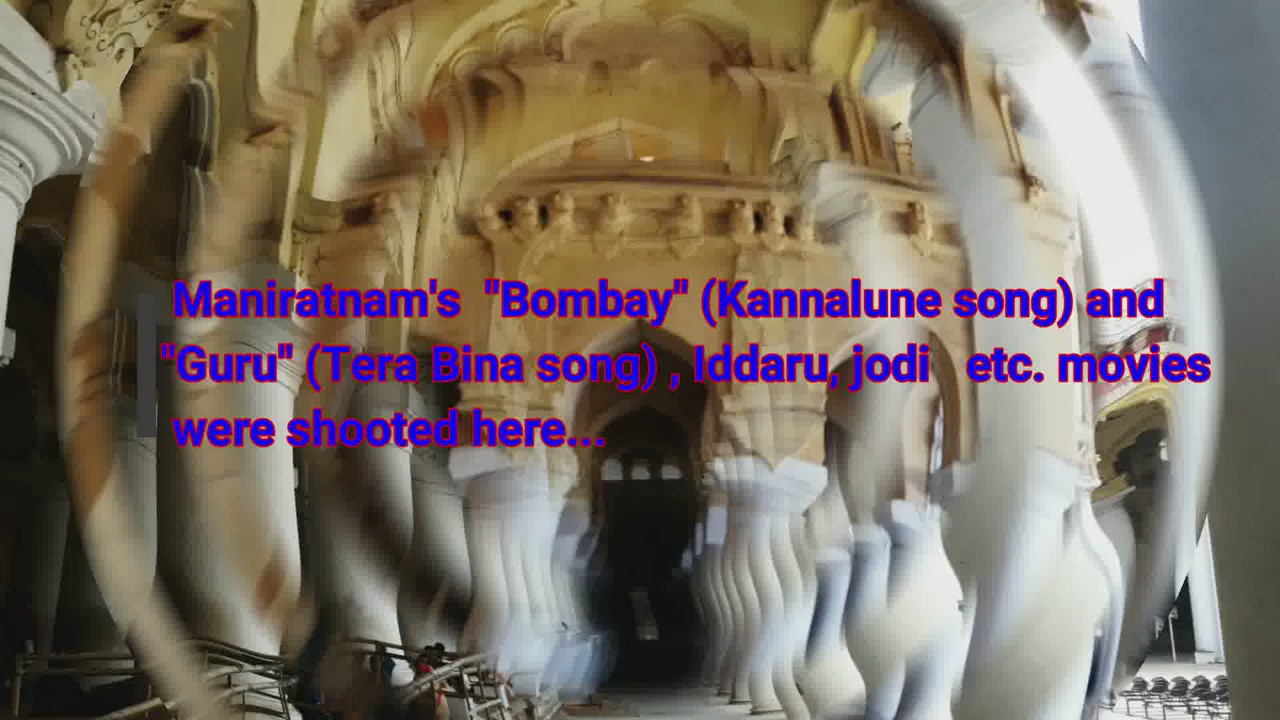 Maniratnam's "Bombay" (Kannalune song) and
"Guru" (Tera Bina song) , Iddaru, jodi etc. movies
were shooted here...